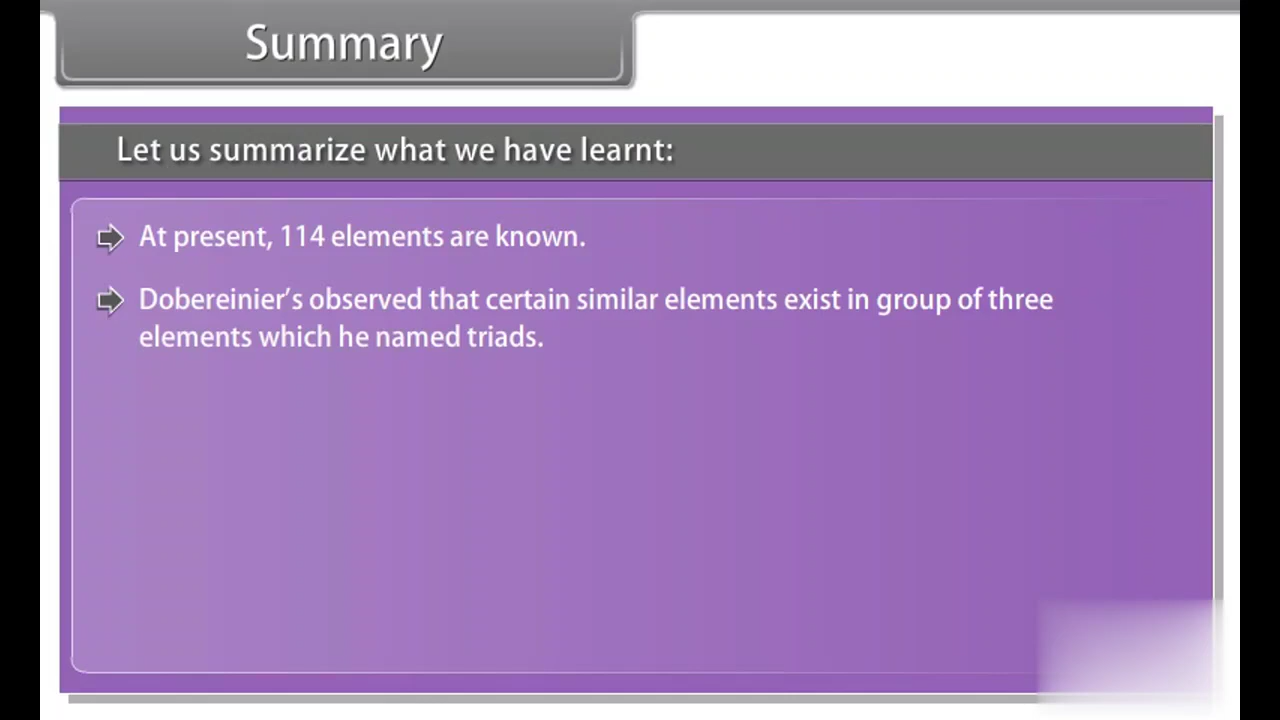 Summary
Let us summarize what we have learnt:
At present, 114 elements are known.
Dobereinier’s observed that certain similar elements exist in group of three
elements which he named triads.